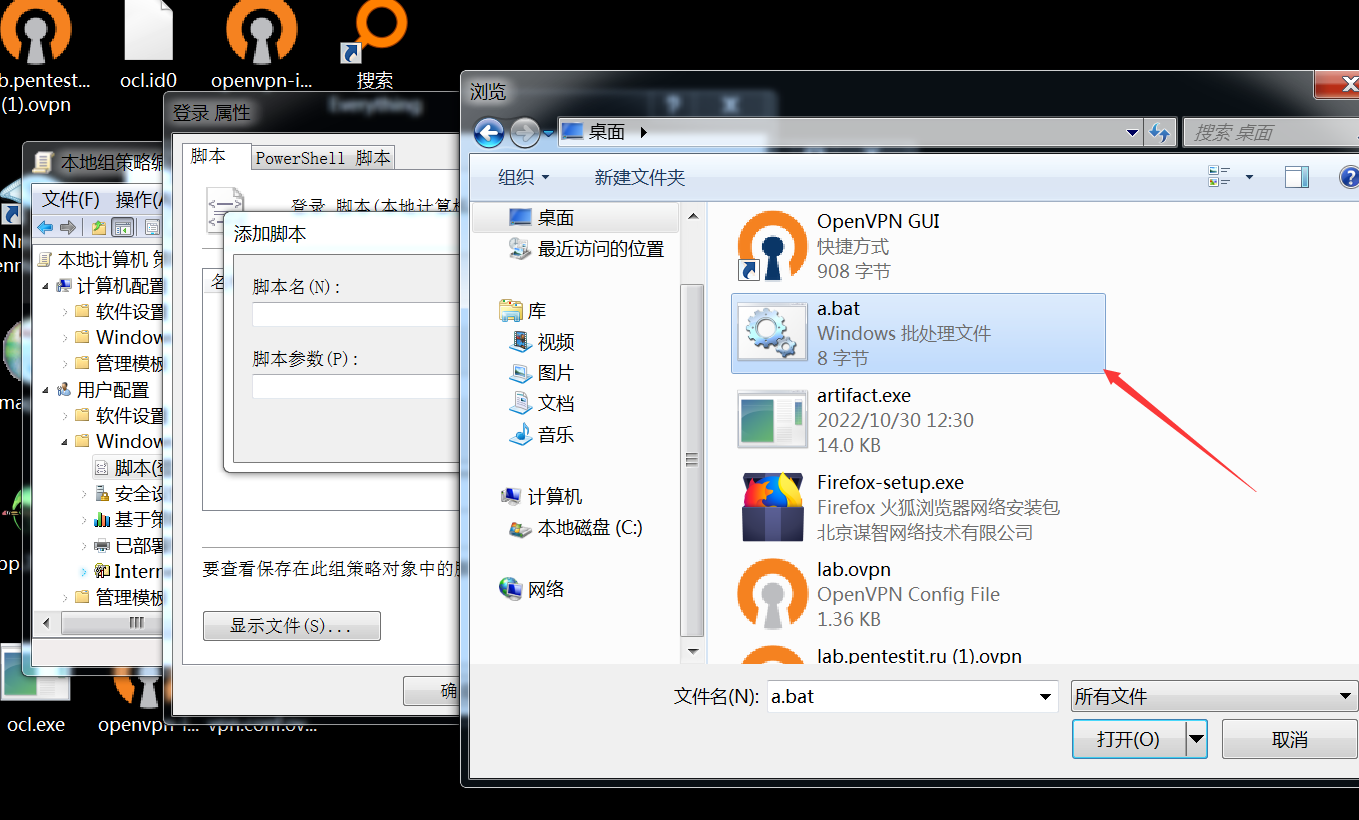 b.pentest...
(1).ovpn
ocl.id0
openvpn-i...
搜索
Everything
本地组策略编
文件(F) 操作(A
本地计算机 策
计算机配置
软件设置
Window
管理模板
用户配置
软件设置
Window
脚本(登
安全设
基于策
已部署
Intern
管理模板
ocl.exe
openvpn-i...
vpn.conf.ov...
登录 属性
脚本
PowerShell 脚本
登录 脚本(本地计算机
名
要查看保存在此组策略对象中的脚
显示文件(S)...
确
添加脚本
脚本名(N):
脚本参数(P):
浏览
桌面
搜索 桌面
组织
新建文件夹
桌面
最近访问的位置
库
视频
图片
文档
音乐
计算机
本地磁盘 (C:)
网络
OpenVPN GUI
快捷方式
908 字节
a.bat
Windows 批处理文件
8 字节
artifact.exe
2022/10/30 12:30
14.0 KB
Firefox-setup.exe
Firefox 火狐浏览器网络安装包
北京谋智网络技术有限公司
lab.ovpn
OpenVPN Config File
1.36 KB
lab.pentestit.ru (1).ovpn
文件名(N):
a.bat
所有文件
打开(O)
取消